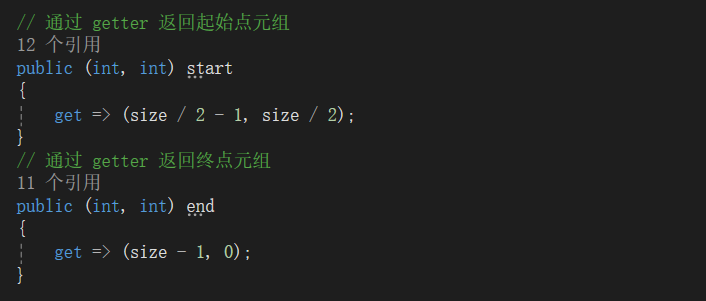 // 通过 getter 返回起始点元组
12 个引用
public (int, int) start
{
get => (size / 2 - 1, size / 2);
}
// 通过 getter 返回终点元组
11 个引用
public (int, int) end
{
get => (size - 1, 0);
}